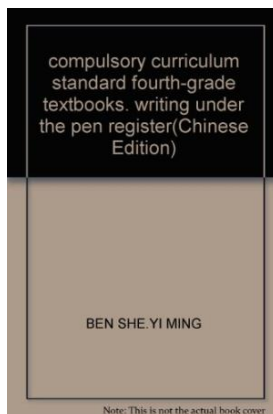 compulsory curriculum
standard fourth-grade
textbooks. writing under
the pen register(Chinese
Edition)
BEN SHE.YI MING
Note: This is not the actual book cover